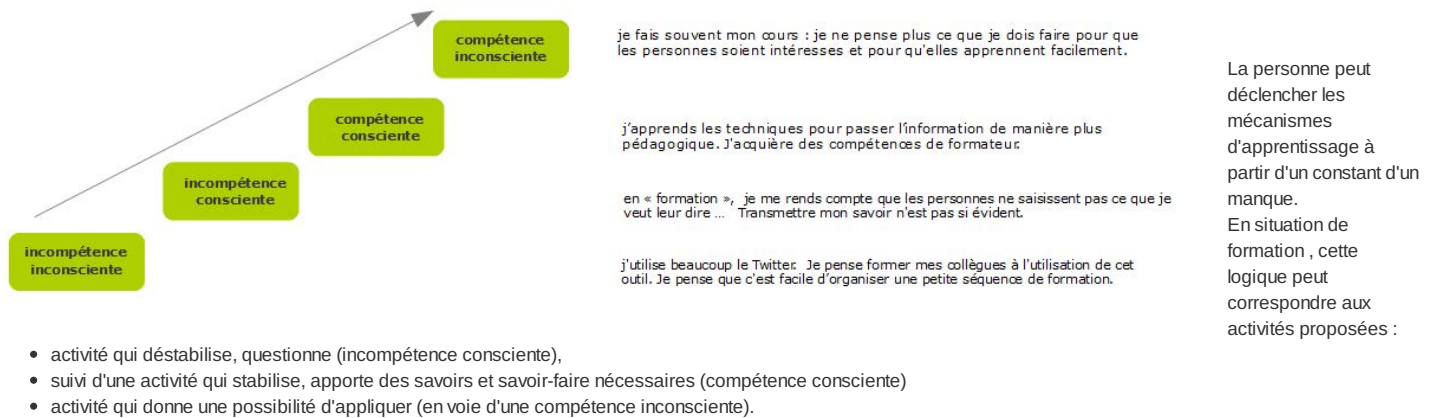 compétence
inconsciente
je fais souvent mon cours : je ne pense plus ce que je dois faire pour que
les personnes soient intéresses et pour qu'elles apprennent facilement.
compétence
consciente
j'apprends les techniques pour passer l'information de manière plus
pédagogique. J'acquière des compétences de formateur.
incompétence
consciente
en « formation », je me rends compte que les personnes ne saisissent pas ce que je
veut leur dire ... Transmettre mon savoir n'est pas si évident.
incompétence
inconsciente
j'utilise beaucoup le Twitter. Je pense former mes collègues à l'utilisation de cet
outil. Je pense que c'est facile d'organiser une petite séquence de formation.
La personne peut
déclencher les
mécanismes
d'apprentissage à
partir d'un constant d'un
manque.
En situation de
formation , cette
logique peut
correspondre aux
activités proposées :
• activité qui déstabilise, questionne (incompétence consciente),
• suivi d'une activité qui stabilise, apporte des savoirs et savoir-faire nécessaires (compétence consciente)
• activité qui donne une possibilité d'appliquer (en voie d'une compétence inconsciente).